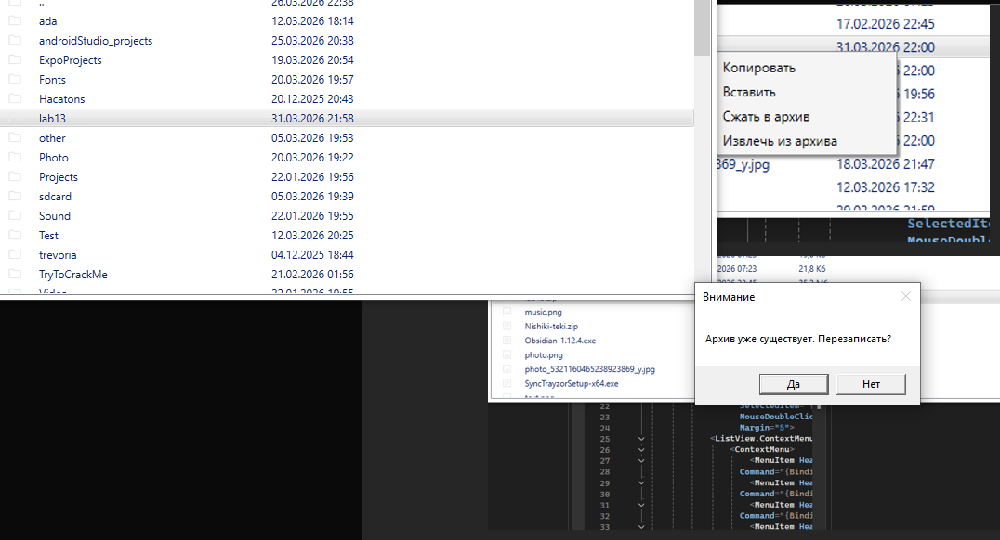 .. 26.03.2026 22:38
ada 12.03.2026 18:14
androidStudio_projects 25.03.2026 20:38
ExpoProjects 19.03.2026 20:54
Fonts 20.03.2026 19:57
Hacatons 20.12.2025 20:43
lab13 31.03.2026 21:58
other 05.03.2026 19:53
Photo 20.03.2026 19:22
Projects 22.01.2026 19:56
sdcard 05.03.2026 19:39
Sound 22.01.2026 19:55
Test 12.03.2026 20:25
trevoria 04.12.2025 18:44
TryToCrackMe 21.02.2026 01:56
Video 22.01.2026 19:55
17.02.2026 22:45
31.03.2026 22:00
Копировать
22:00
Вставить
19:56
Сжать в архив
22:31
Извлечь из архива
22:00
869_y.jpg 18.03.2026 21:47
12.03.2026 17:32
SelectedIt
MouseDoubl
2026 07:23 21,8 Кб
music.png
Nishiki-teki.zip
Obsidian-1.12.4.exe
photo.png
photo_5321160465238923869_y.jpg
SyncTrayzorSetup-x64.exe
Внимание
Архив уже существует. Перезаписать?
Да Нет
22 SelectedItem="{
23 MouseDoubleClic
24 Margin="5">
25 <ListView.ContextMenu
26 <ContextMenu>
27 <MenuItem Hea
28 Command="{Bindi
29 <MenuItem Hea
30 Command="{Bindi
31 <MenuItem Hea
32 Command="{Bindi
33 <MenuItem Hea